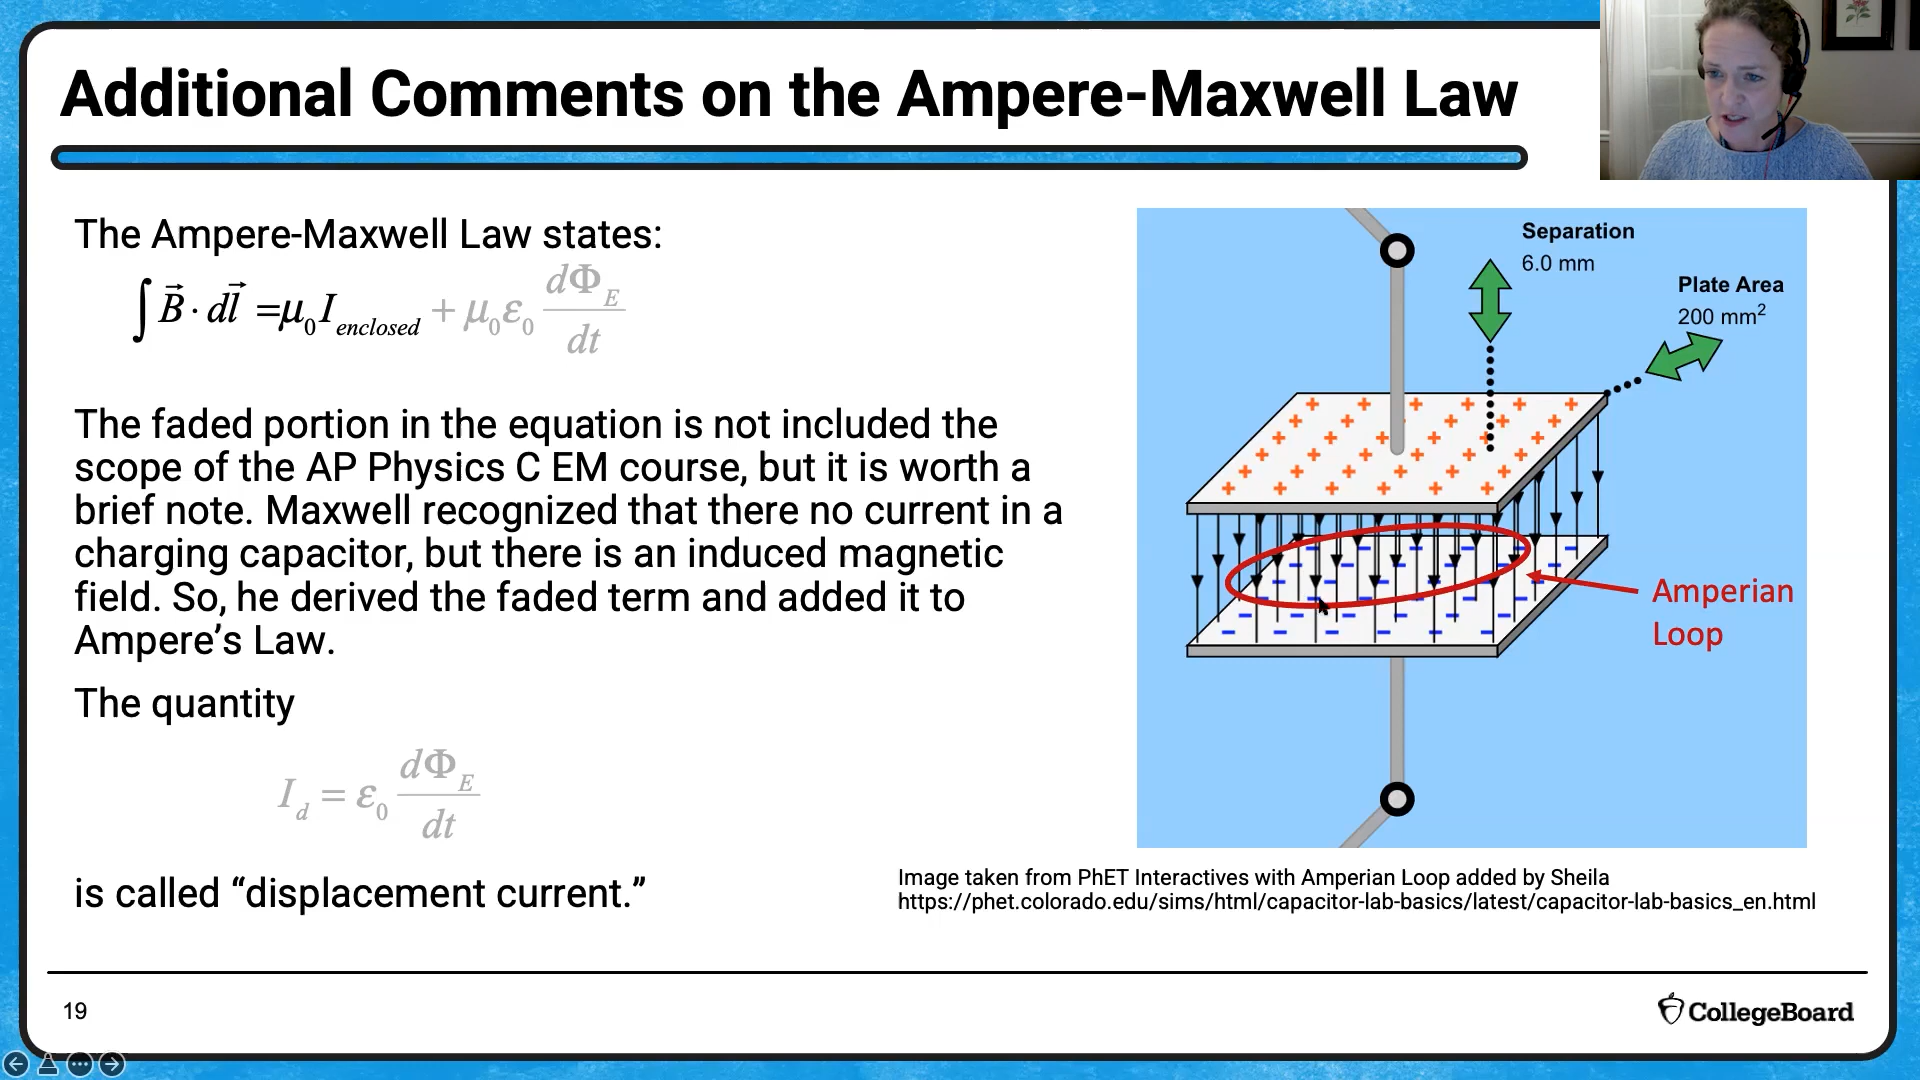 Additional Comments on the Ampere-Maxwell Law
The Ampere-Maxwell Law states:
∫ B⃗ · dl⃗ = μ₀ I_enclosed + μ₀ε₀ dΦ_E/dt
The faded portion in the equation is not included the
scope of the AP Physics C EM course, but it is worth a
brief note. Maxwell recognized that there no current in a
charging capacitor, but there is an induced magnetic
field. So, he derived the faded term and added it to
Ampere’s Law.
The quantity
I_d = ε₀ dΦ_E/dt
is called “displacement current.”
Separation
6.0 mm
Plate Area
200 mm²
Amperian
Loop
Image taken from PhET Interactives with Amperian Loop added by Sheila
https://phet.colorado.edu/sims/html/capacitor-lab-basics/latest/capacitor-lab-basics_en.html
19
CollegeBoard